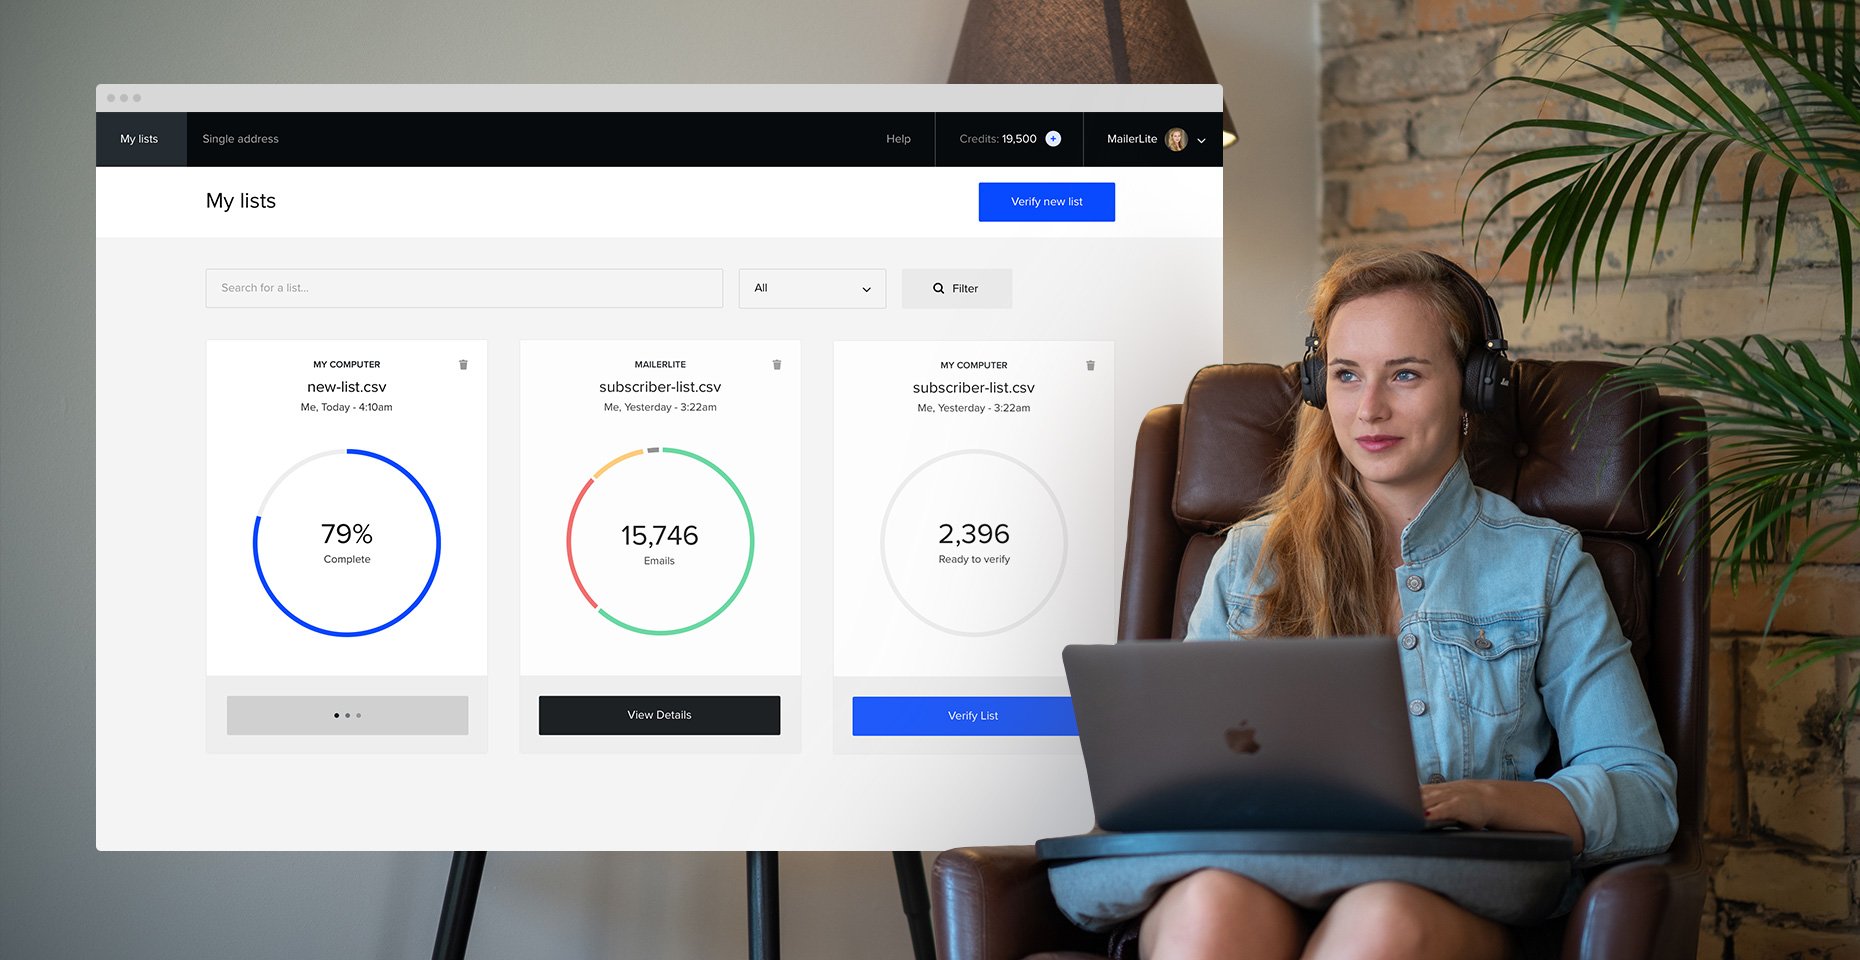 My lists
Single address
Help
Credits: 19,500
MailerLite
My lists
Verify new list
Search for a list...
All
Filter
MY COMPUTER
new-list.csv
Me, Today - 4:10am
79%
Complete
MAILERLITE
subscriber-list.csv
Me, Yesterday - 3:22am
15,746
Emails
View Details
MY COMPUTER
subscriber-list.csv
Me, Yesterday - 3:22am
2,396
Ready to verify
Verify List